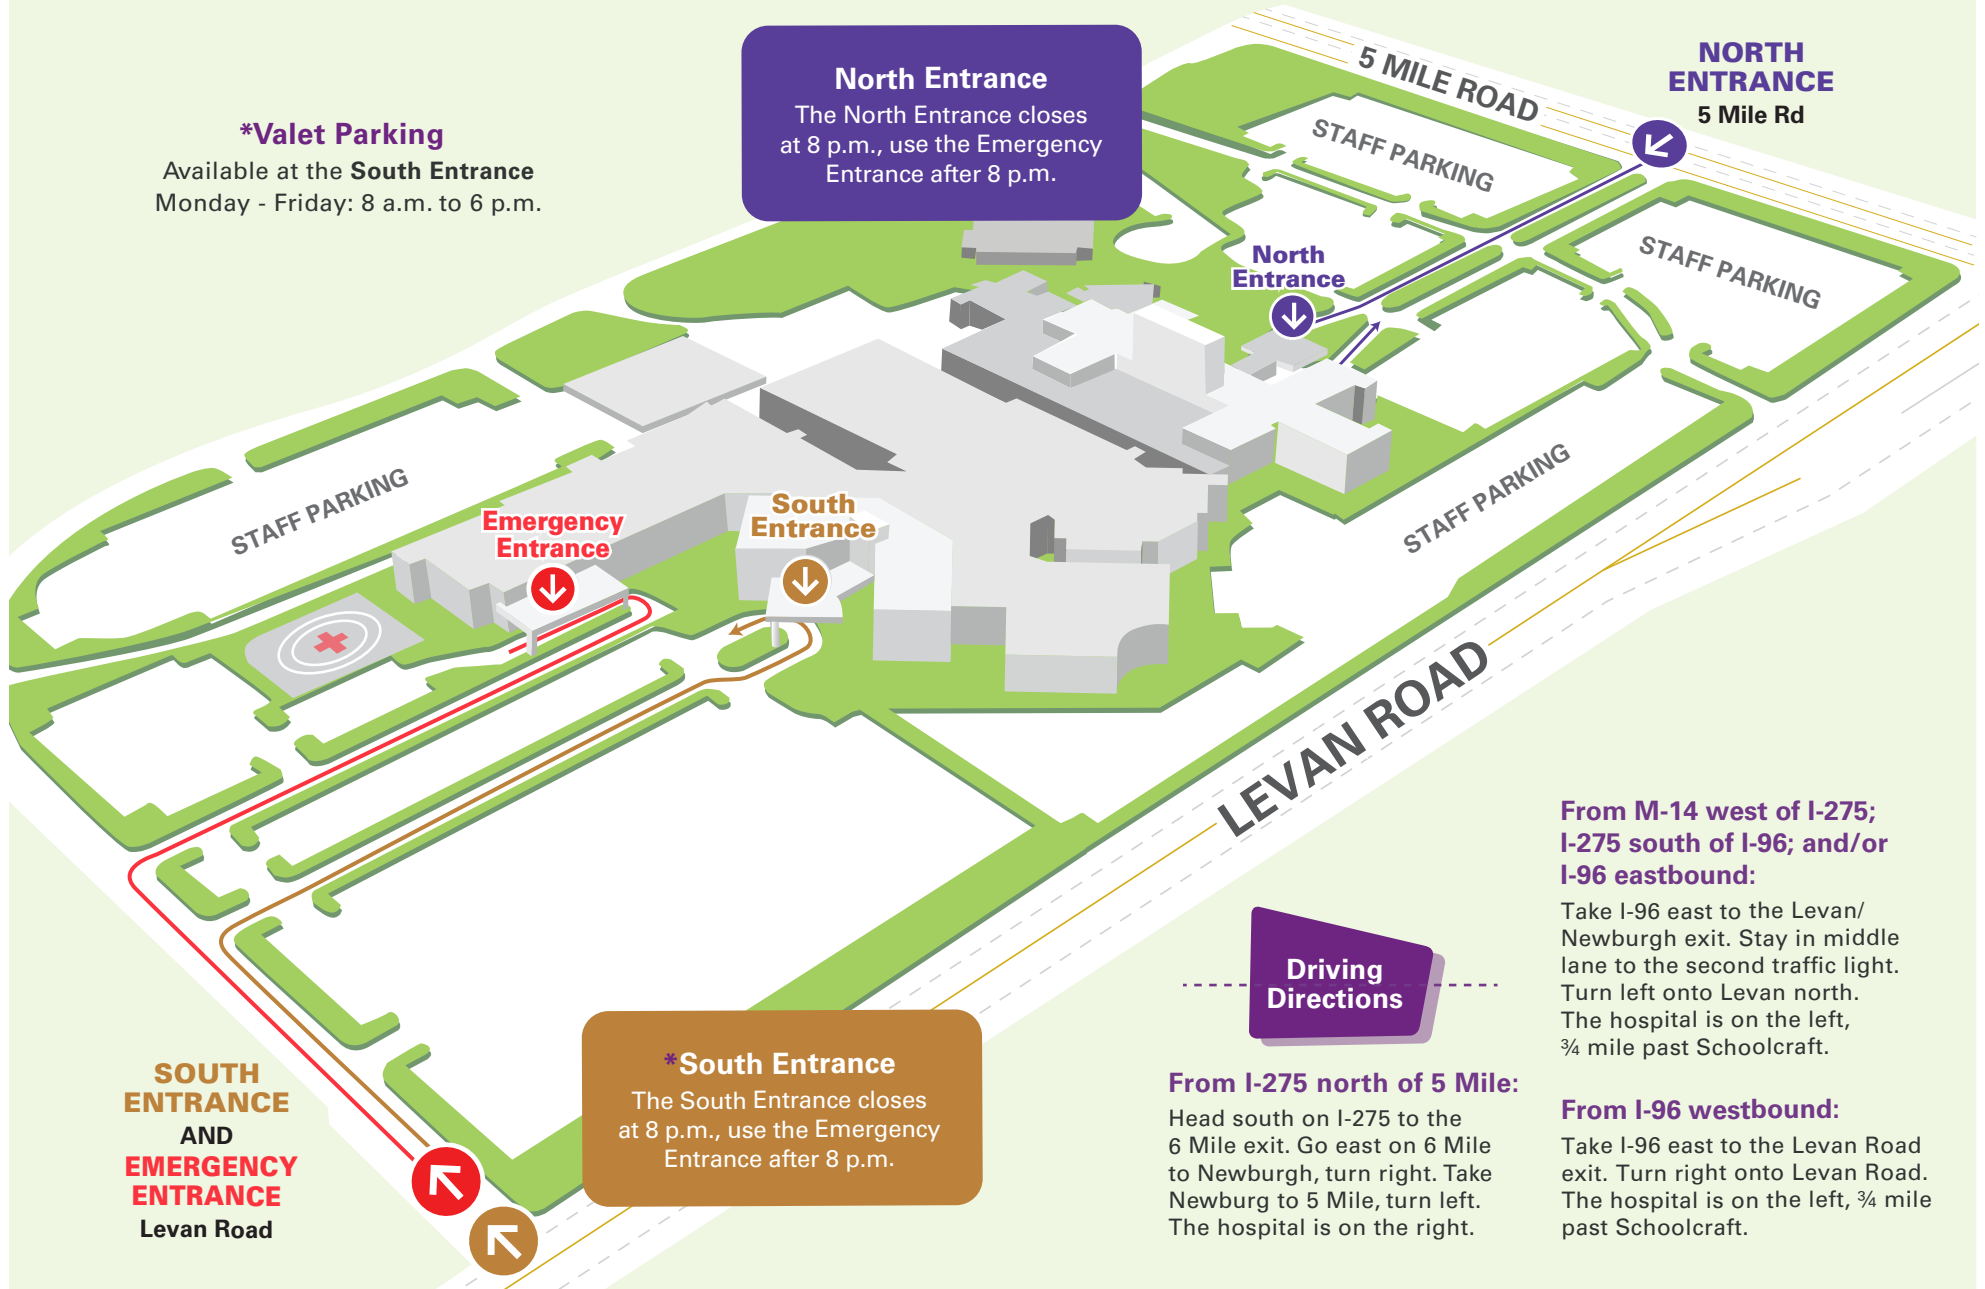 *Valet Parking
Available at the South Entrance
Monday - Friday: 8 a.m. to 6 p.m.
North Entrance
The North Entrance closes
at 8 p.m., use the Emergency
Entrance after 8 p.m.
5 MILE ROAD
NORTH
ENTRANCE
5 Mile Rd
STAFF PARKING
STAFF PARKING
North
Entrance
STAFF PARKING
STAFF PARKING
Emergency
Entrance
South
Entrance
LEVAN ROAD
SOUTH
ENTRANCE
AND
EMERGENCY
ENTRANCE
Levan Road
*South Entrance
The South Entrance closes
at 8 p.m., use the Emergency
Entrance after 8 p.m.
Driving
Directions
From I-275 north of 5 Mile:
Head south on I-275 to the
6 Mile exit. Go east on 6 Mile
to Newburgh, turn right. Take
Newburg to 5 Mile, turn left.
The hospital is on the right.
From M-14 west of I-275;
I-275 south of I-96; and/or
I-96 eastbound:
Take I-96 east to the Levan/
Newburgh exit. Stay in middle
lane to the second traffic light.
Turn left onto Levan north.
The hospital is on the left,
¾ mile past Schoolcraft.
From I-96 westbound:
Take I-96 east to the Levan Road
exit. Turn right onto Levan Road.
The hospital is on the left, ¾ mile
past Schoolcraft.